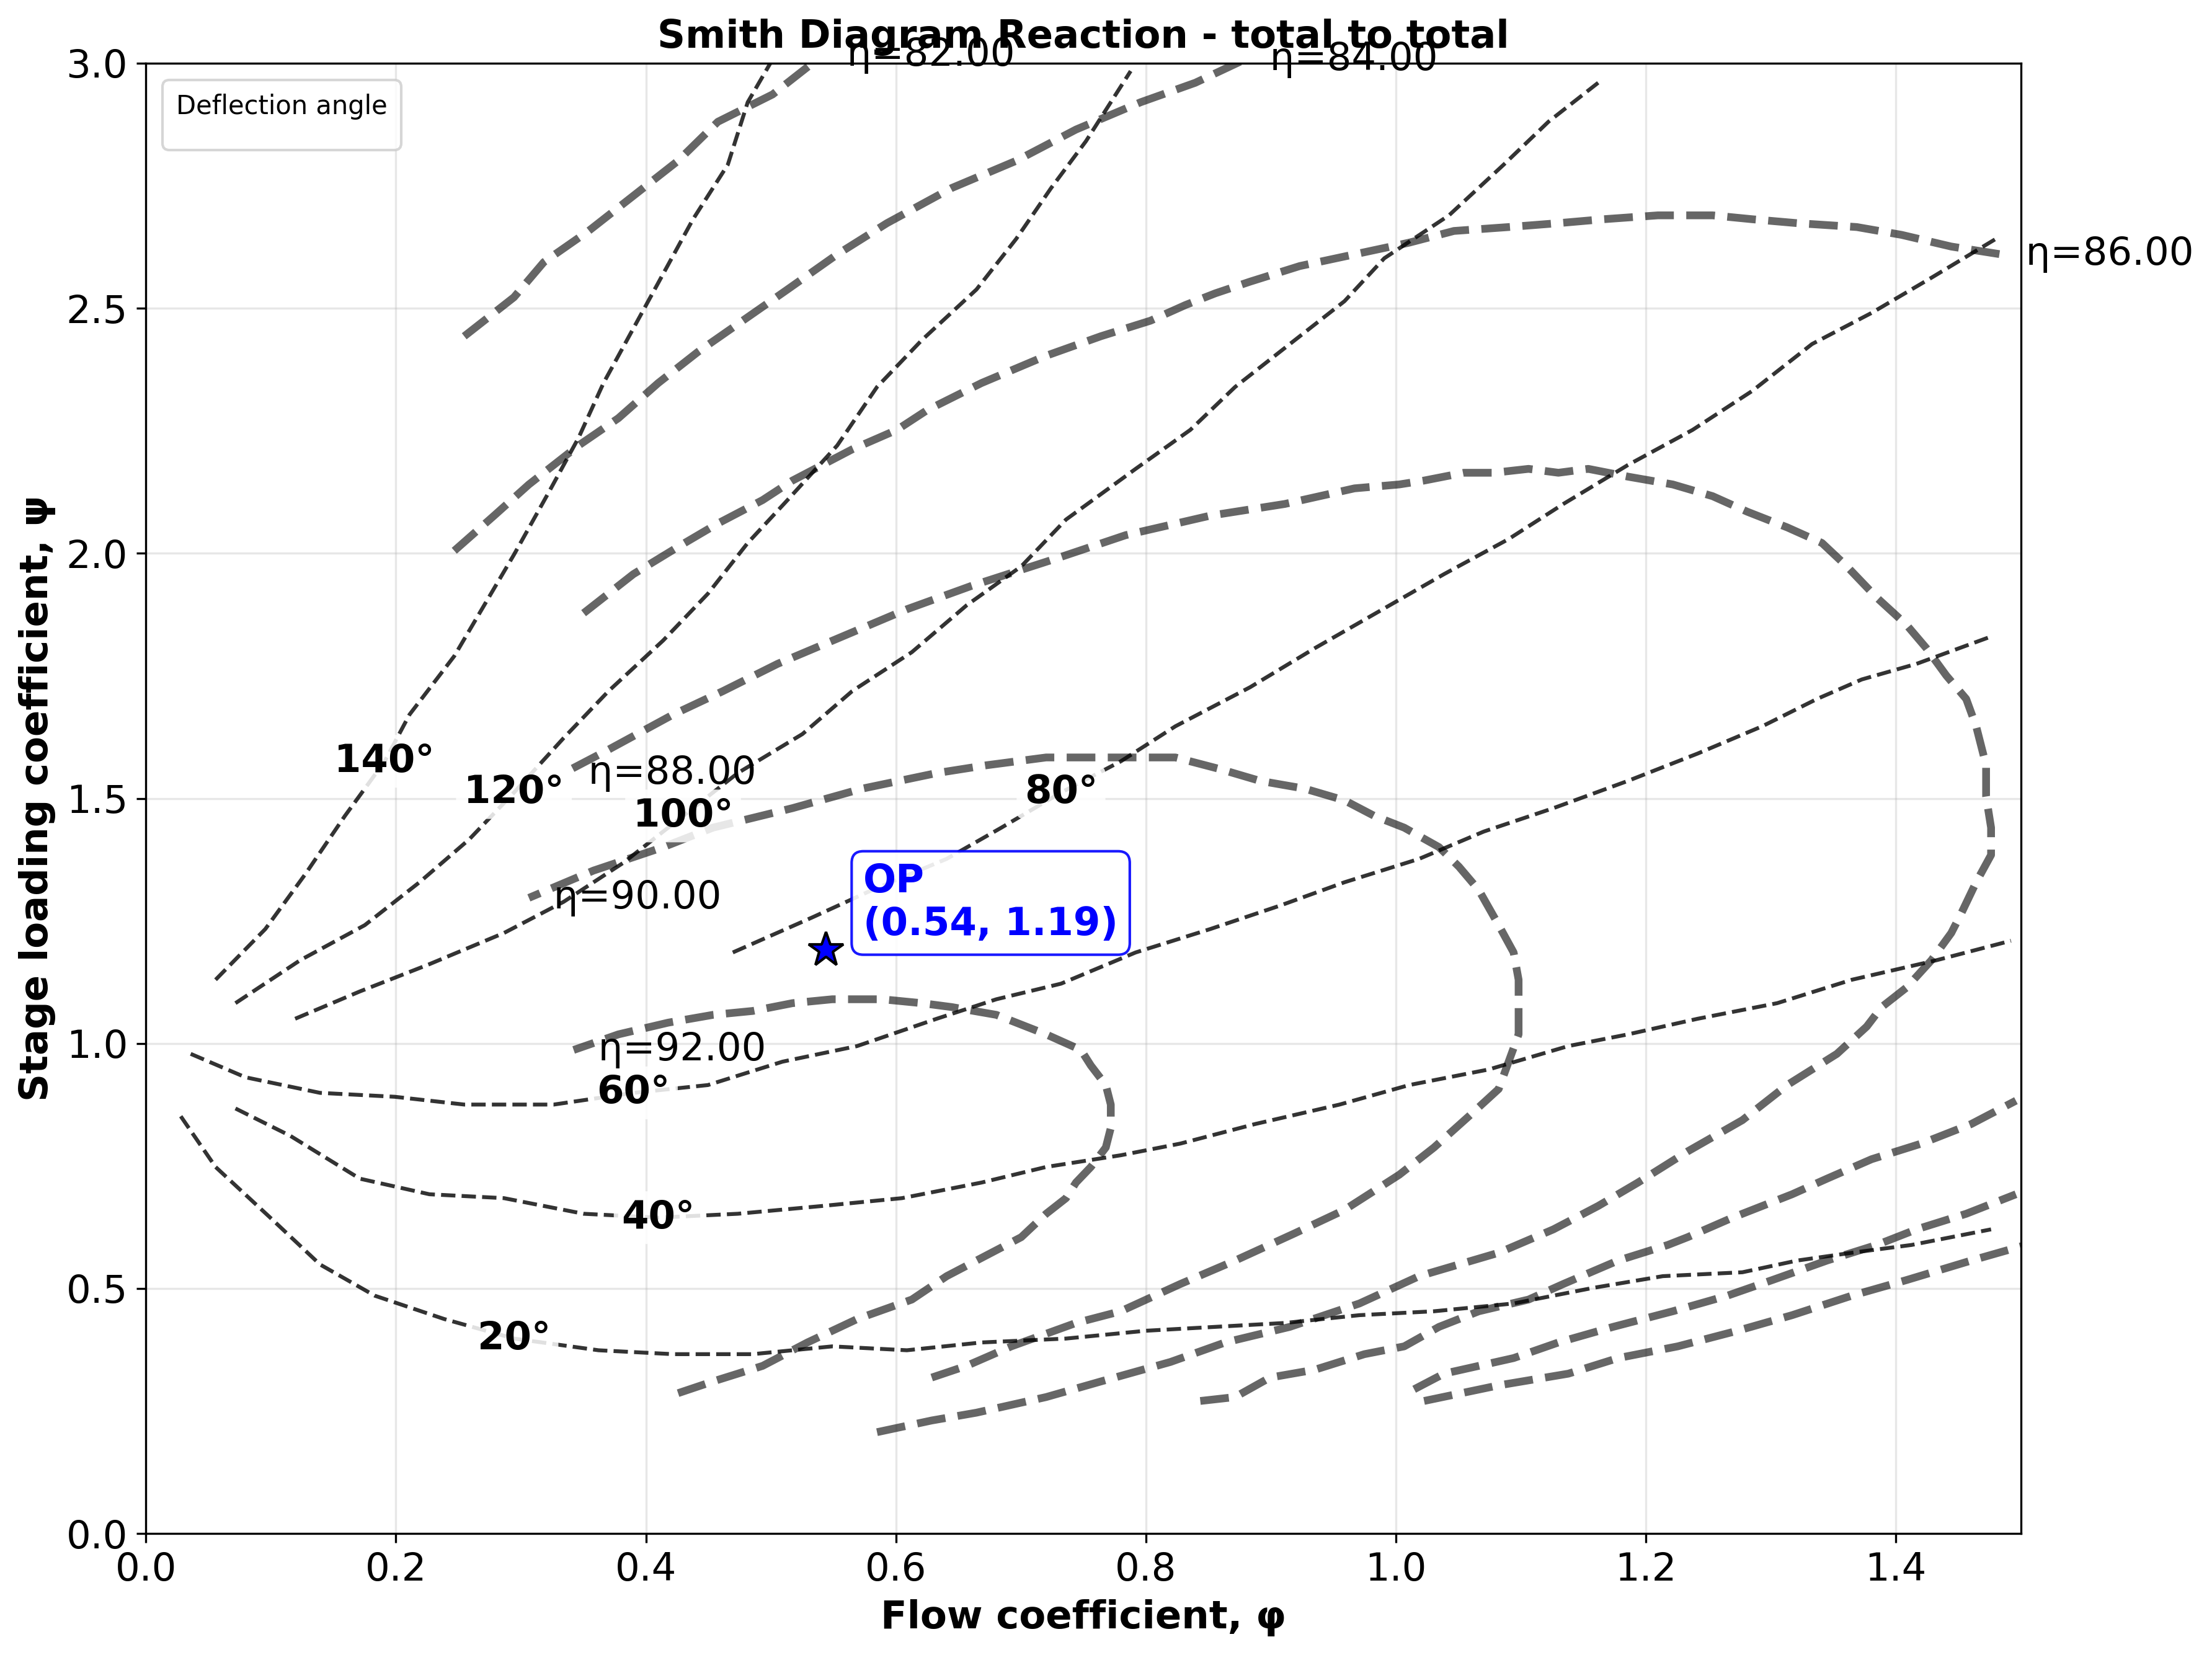 Smith Diagram Reaction - total to total
η=82.00
η=84.00
Deflection angle
η=86.00
140°
120°
η=88.00
100°
80°
η=90.00
OP
(0.54, 1.19)
η=92.00
60°
40°
20°
Stage loading coefficient, ψ
3.0
2.5
2.0
1.5
1.0
0.5
0.0
0.0 0.2 0.4 0.6 0.8 1.0 1.2 1.4
Flow coefficient, φ